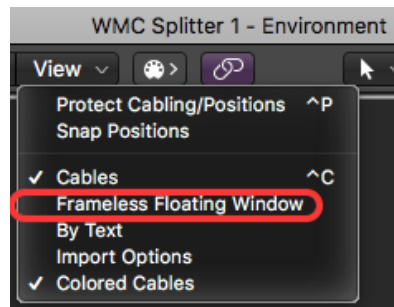 WMC Splitter 1 - Environment
View
Protect Cabling/Positions ^P
Snap Positions
Cables ^C
Frameless Floating Window
By Text
Import Options
Colored Cables